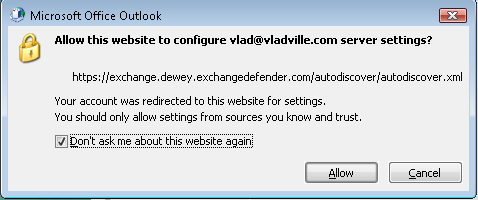 Microsoft Office Outlook
Allow this website to configure vlad@vladville.com server settings?
https://exchange.dewey.exchangedefender.com/autodiscover/autodiscover.xml
Your account was redirected to this website for settings.
You should only allow settings from sources you know and trust.
Don't ask me about this website again
Allow Cancel